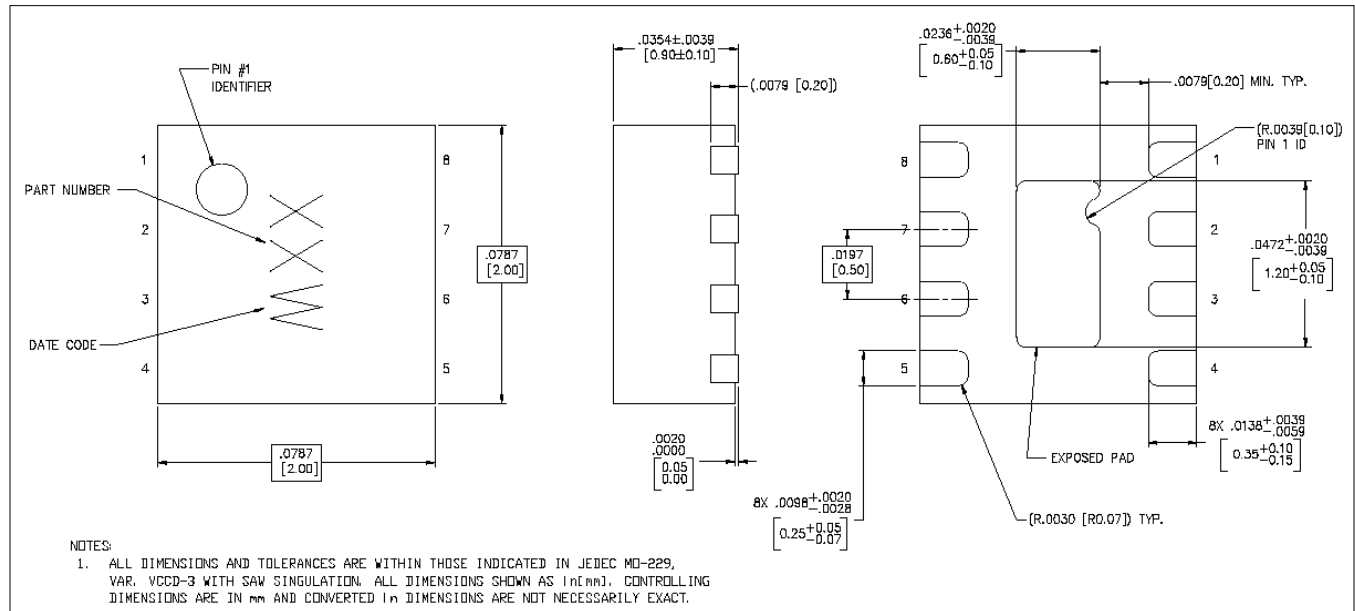 PIN #1
IDENTIFIER
PART NUMBER
DATE CODE
1
2
3
4
8
7
6
5
.0787
[2.00]
.0787
[2.00]
.0354±.0039
[0.90±0.10]
(.0079 [0.20])
.0020
.0000
[0.05
0.00]
.0236+.0020
-.0039
[0.60+0.05
-0.10]
.0079[0.20] MIN. TYP.
(R.0039[0.10])
PIN 1 ID
8
7
6
5
1
2
3
4
.0197
[0.50]
.0472+.0020
-.0039
[1.20+0.05
-0.10]
8X .0098+.0020
-.0028
[0.25+0.05
-0.07]
8X .0138+.0039
-.0059
[0.35+0.10
-0.15]
EXPOSED PAD
(R.0030 [R0.07]) TYP.
XXW
NOTES:
1. ALL DIMENSIONS AND TOLERANCES ARE WITHIN THOSE INDICATED IN JEDEC MO-229,
VAR. VCCD-3 WITH SAW SINGULATION. ALL DIMENSIONS SHOWN AS In[mm]. CONTROLLING
DIMENSIONS ARE IN mm AND CONVERTED In DIMENSIONS ARE NOT NECESSARILY EXACT.